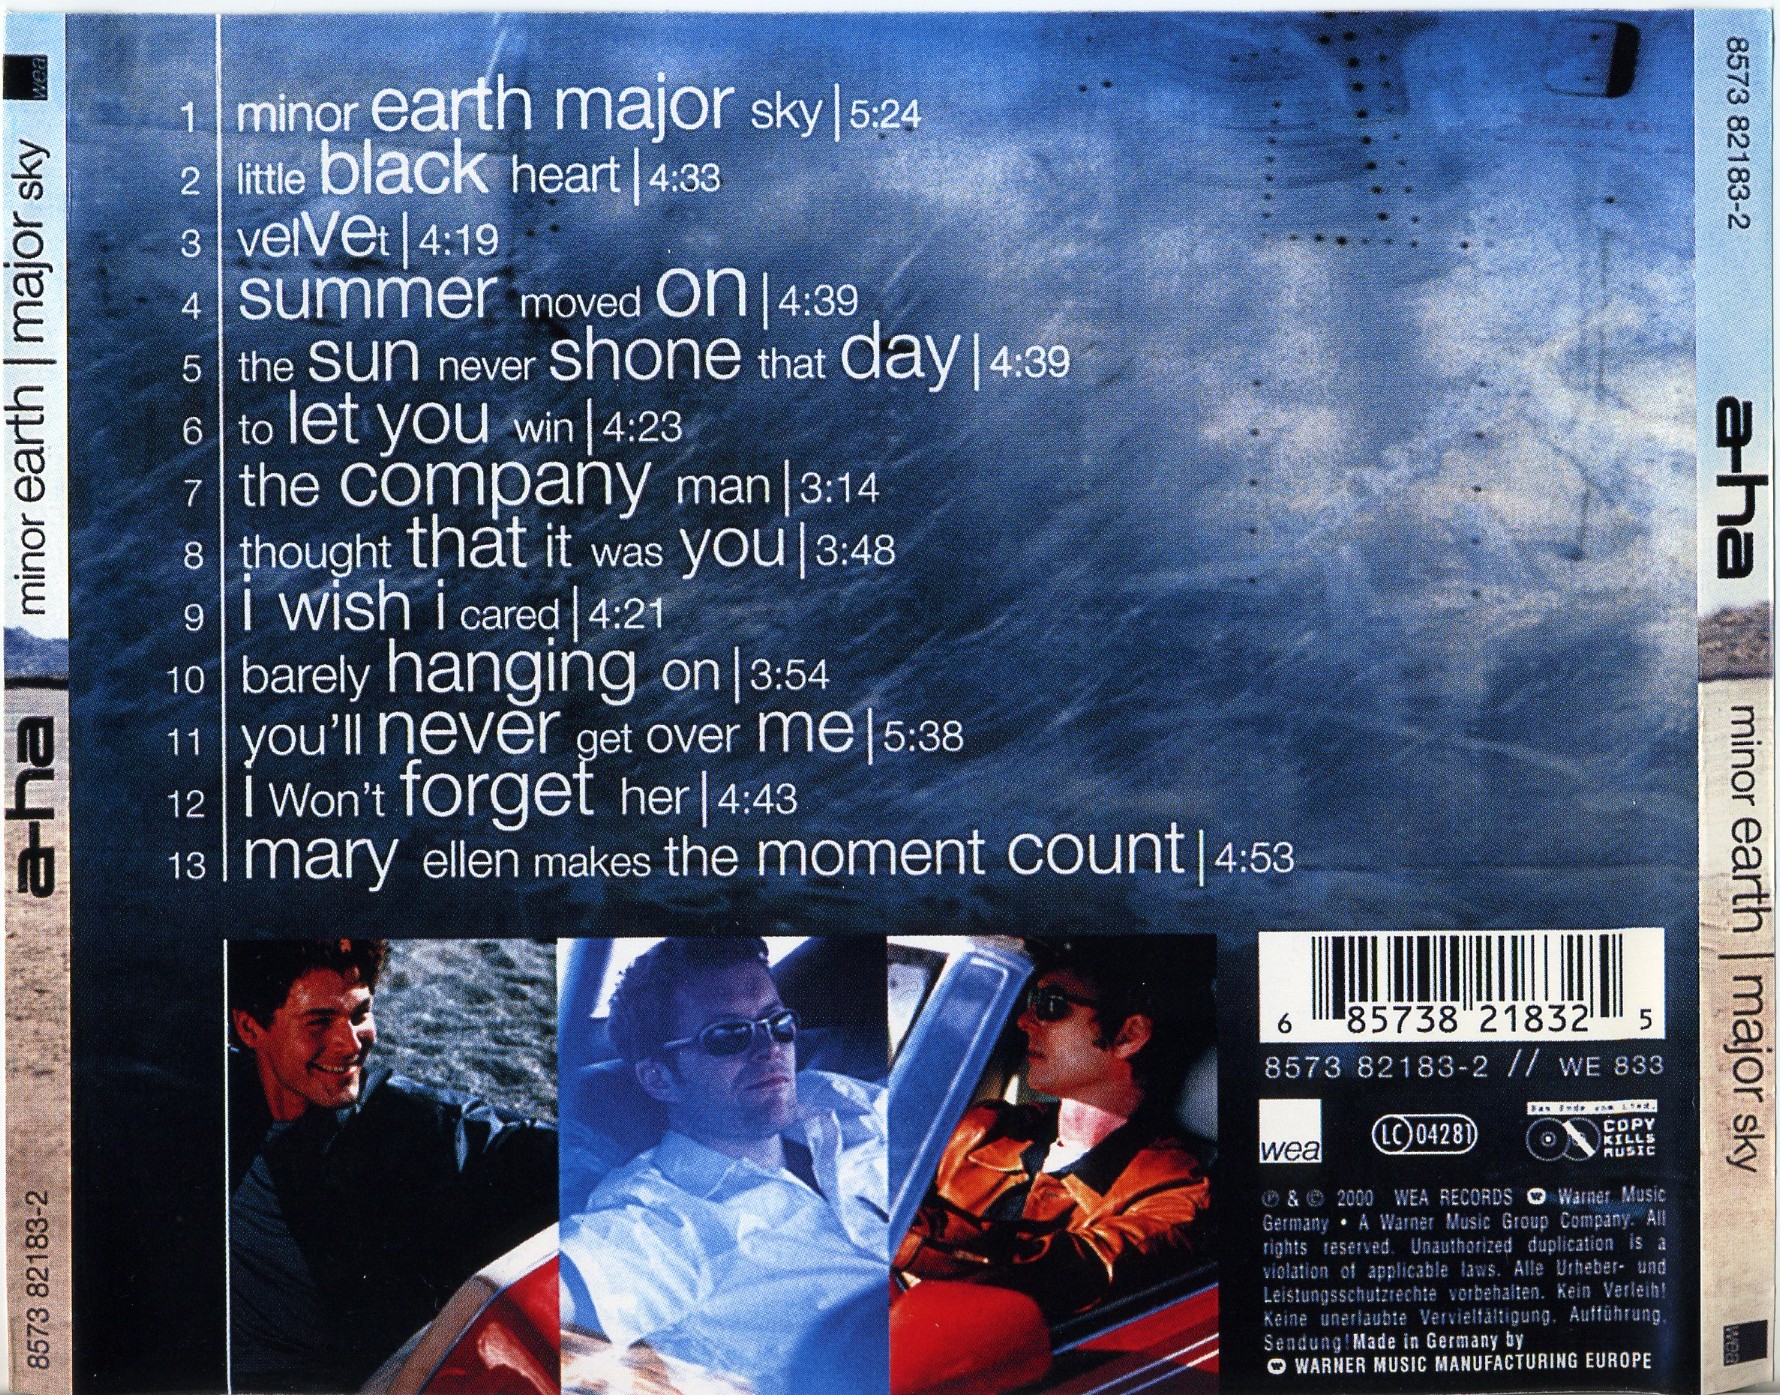 wea
minor earth | major sky
a-ha
8573 82183-2
1 minor earth major sky | 5:24
2 little black heart | 4:33
3 velVet | 4:19
4 summer moved on | 4:39
5 the sun never shone that day | 4:39
6 to let you win | 4:23
7 the company man | 3:14
8 thought that it was you | 3:48
9 i wish i cared | 4:21
10 barely hanging on | 3:54
11 you'll never get over me | 5:38
12 i Won't forget her | 4:43
13 mary ellen makes the moment count | 4:53
6 85738 21832 5
8573 82183-2 // WE 833
wea
LC 04281
COPY
KILLS
MUSIC
℗ & © 2000 WEA RECORDS Warner Music
Germany • A Warner Music Group Company. All
rights reserved. Unauthorized duplication is a
violation of applicable laws. Alle Urheber- und
Leistungsschutzrechte vorbehalten. Kein Verleih!
Keine unerlaubte Vervielfältigung, Aufführung,
Sendung! Made in Germany by
WARNER MUSIC MANUFACTURING EUROPE
8573 82183-2
a-ha
minor earth | major sky
wea